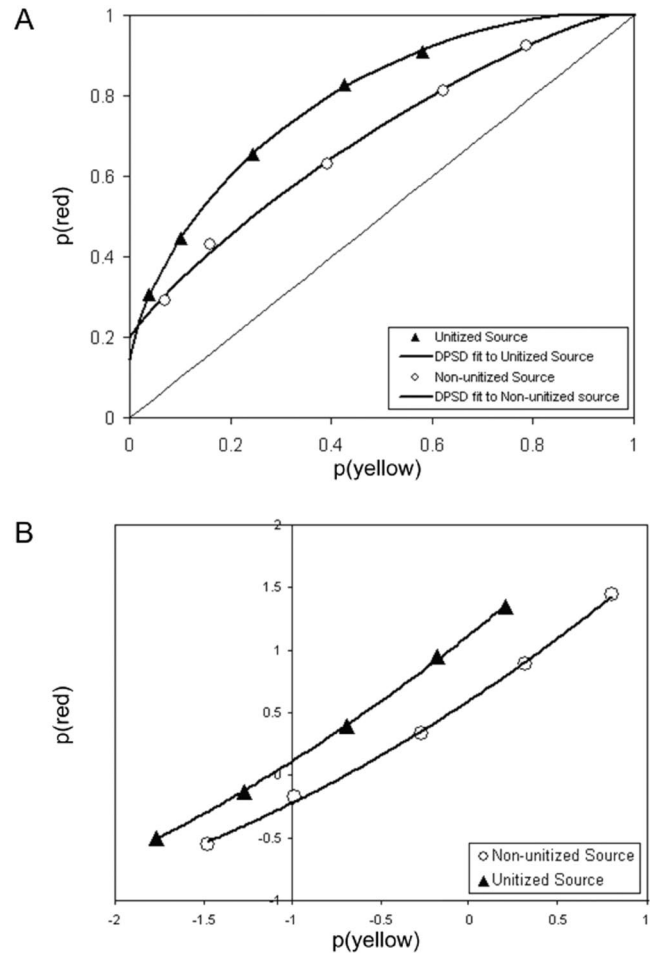 A
1
0.8
0.6
0.4
0.2
0
p(red)
0
0.2
0.4
0.6
0.8
1
p(yellow)
Unitized Source
DPSD fit to Unitized Source
Non-unitized Source
DPSD fit to Non-unitized source
B
2
1.5
1
0.5
0
-0.5
-1
p(red)
-2
-1.5
-1
-0.5
0
0.5
1
p(yellow)
Non-unitized Source
Unitized Source